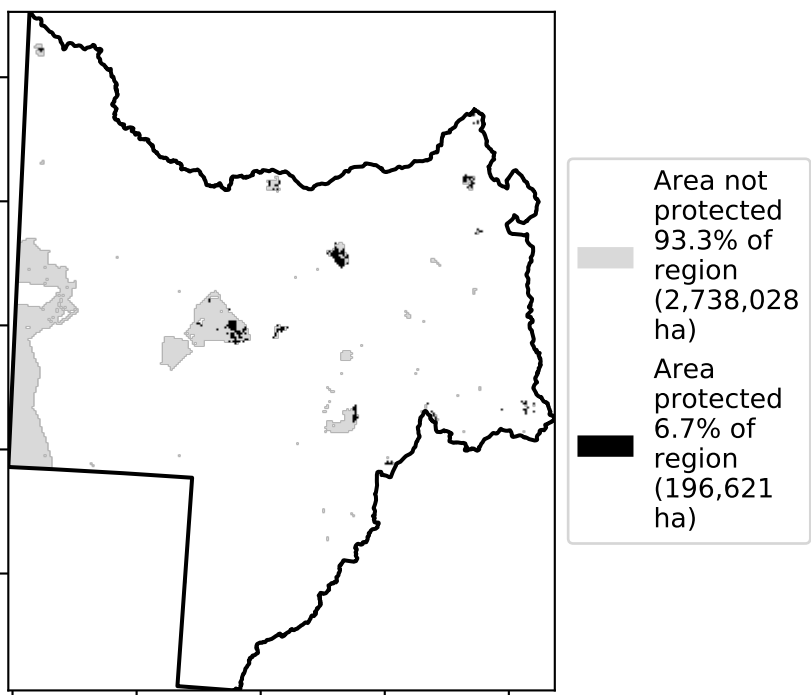 Area not
protected
93.3% of
region
(2,738,028
ha)
Area
protected
6.7% of
region
(196,621
ha)